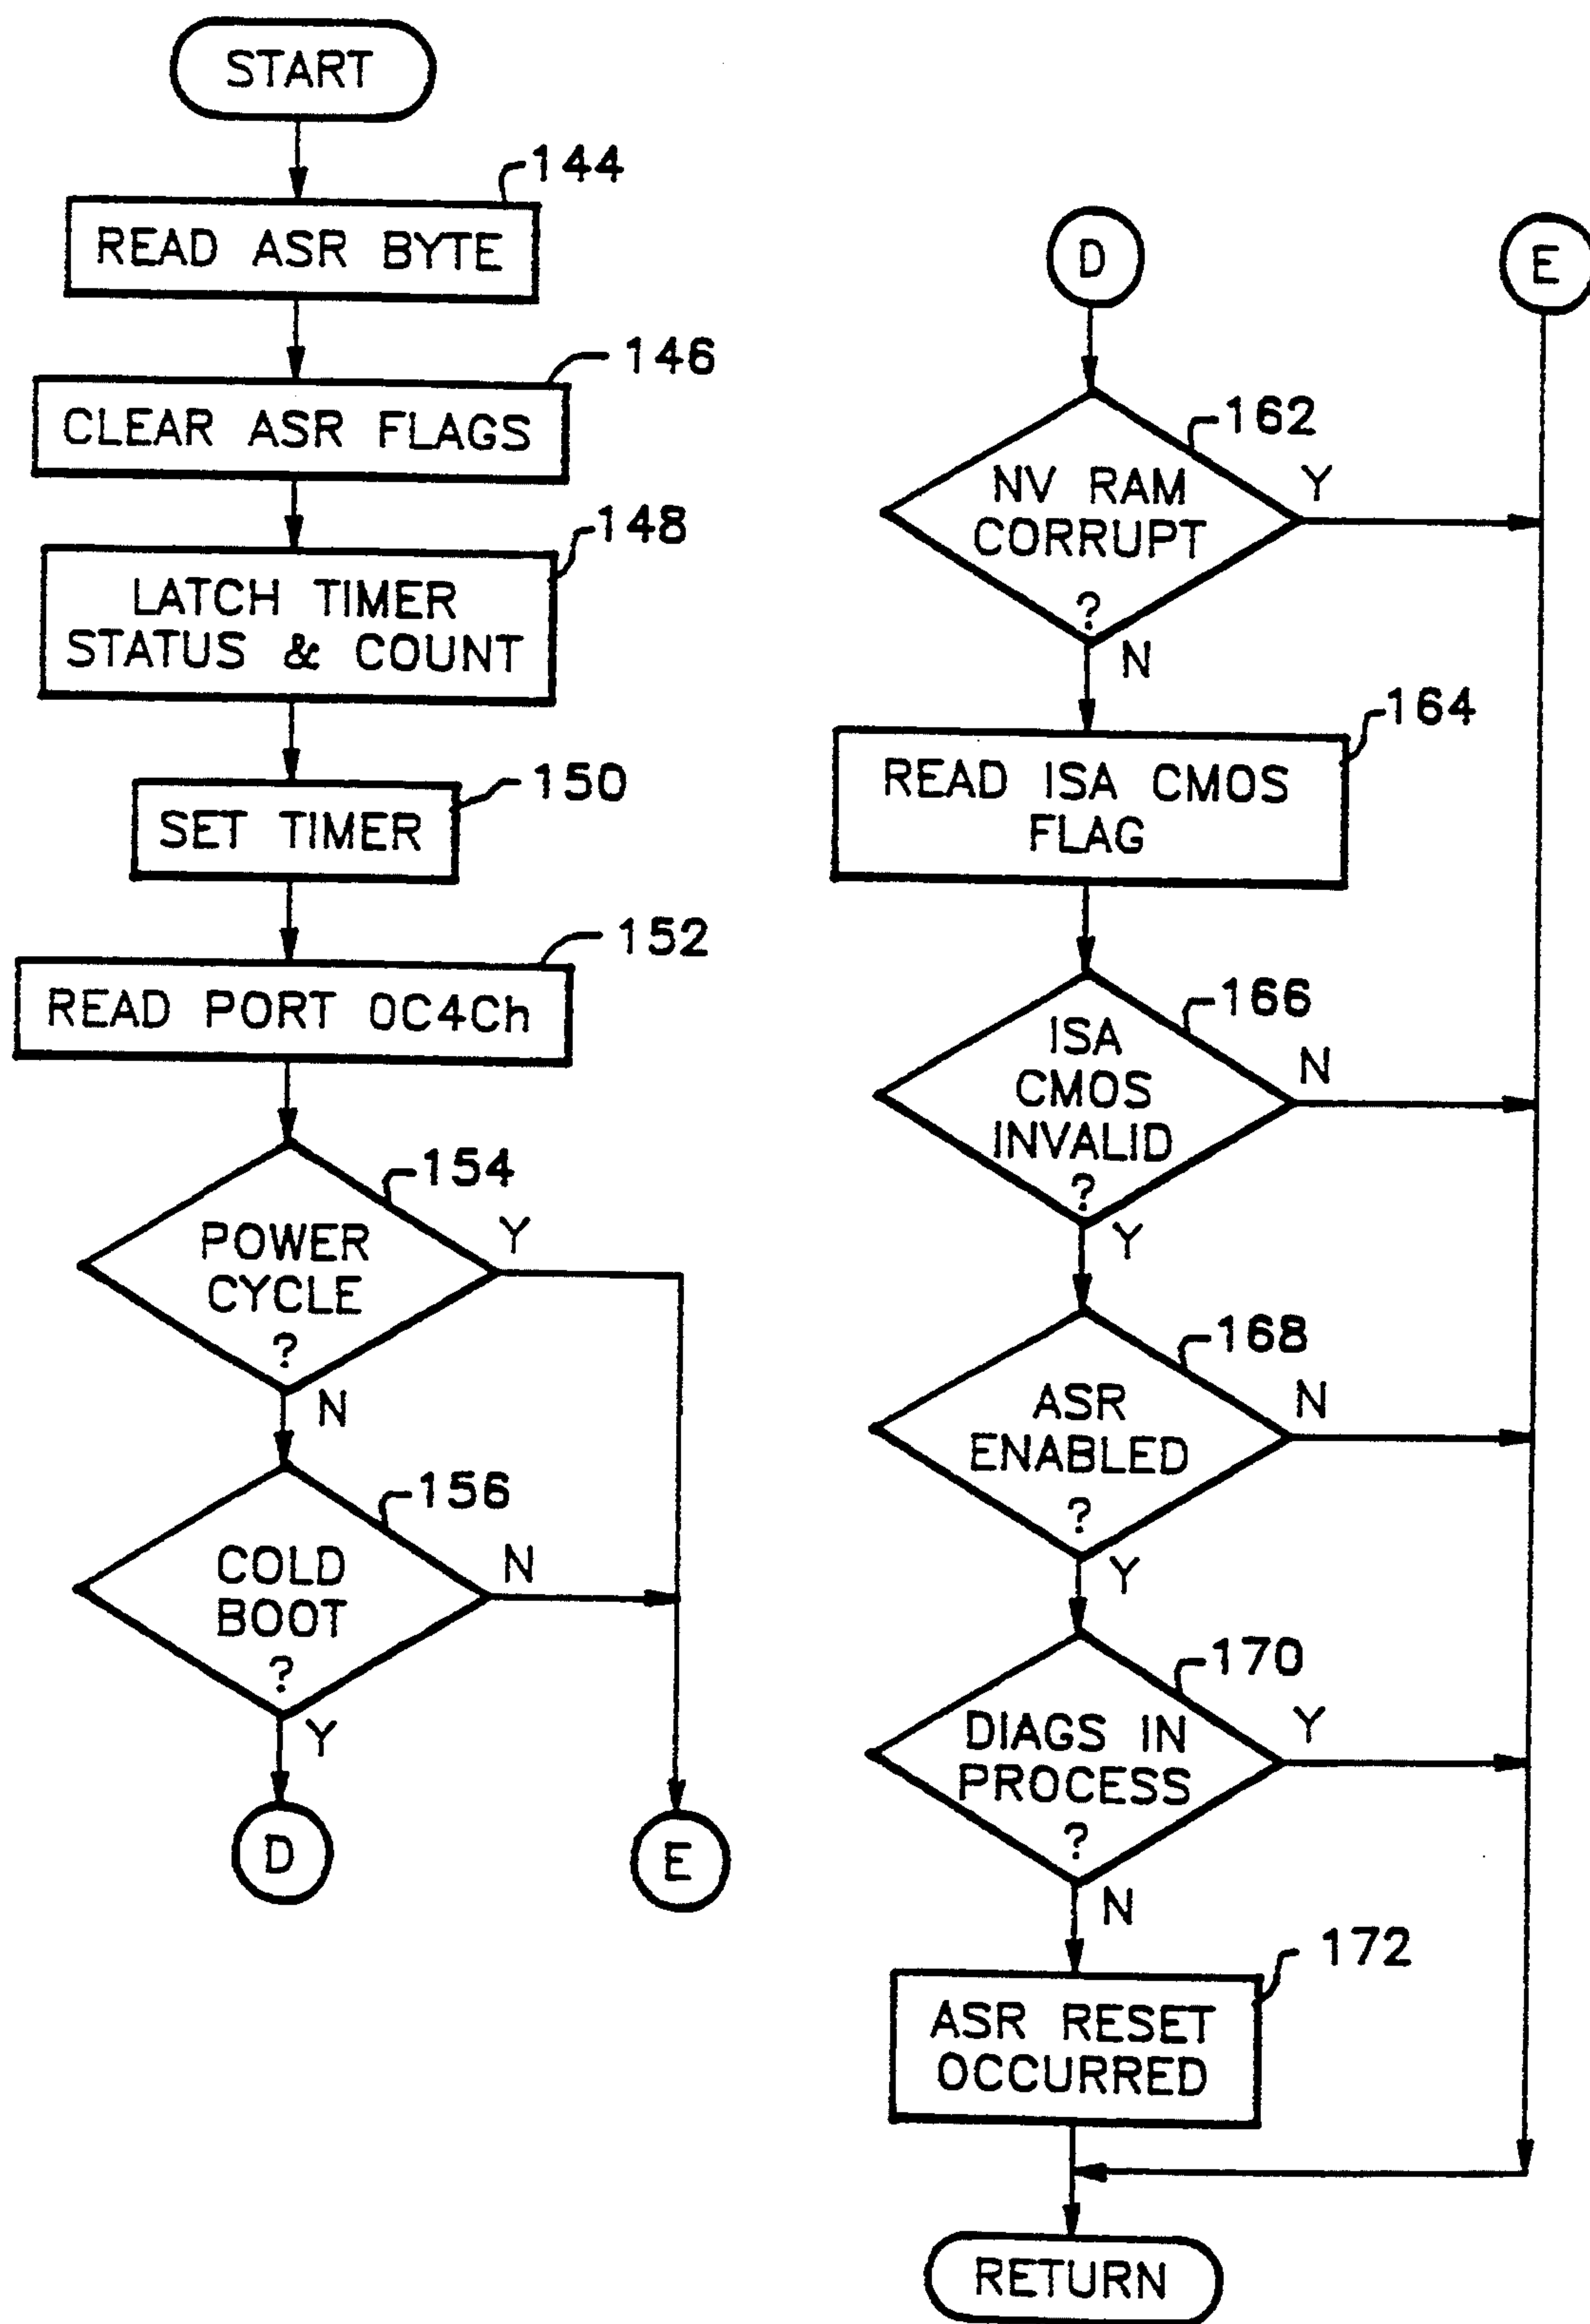 START
144
READ ASR BYTE
146
CLEAR ASR FLAGS
148
LATCH TIMER
STATUS & COUNT
150
SET TIMER
152
READ PORT 0C4Ch
154
POWER
CYCLE
?
Y
N
156
COLD
BOOT
?
N
Y
D
E
D
E
162
NV RAM
CORRUPT
?
Y
N
164
READ ISA CMOS
FLAG
166
ISA
CMOS
INVALID
?
N
Y
168
ASR
ENABLED
?
N
Y
170
DIAGS IN
PROCESS
?
Y
N
172
ASR RESET
OCCURRED
RETURN